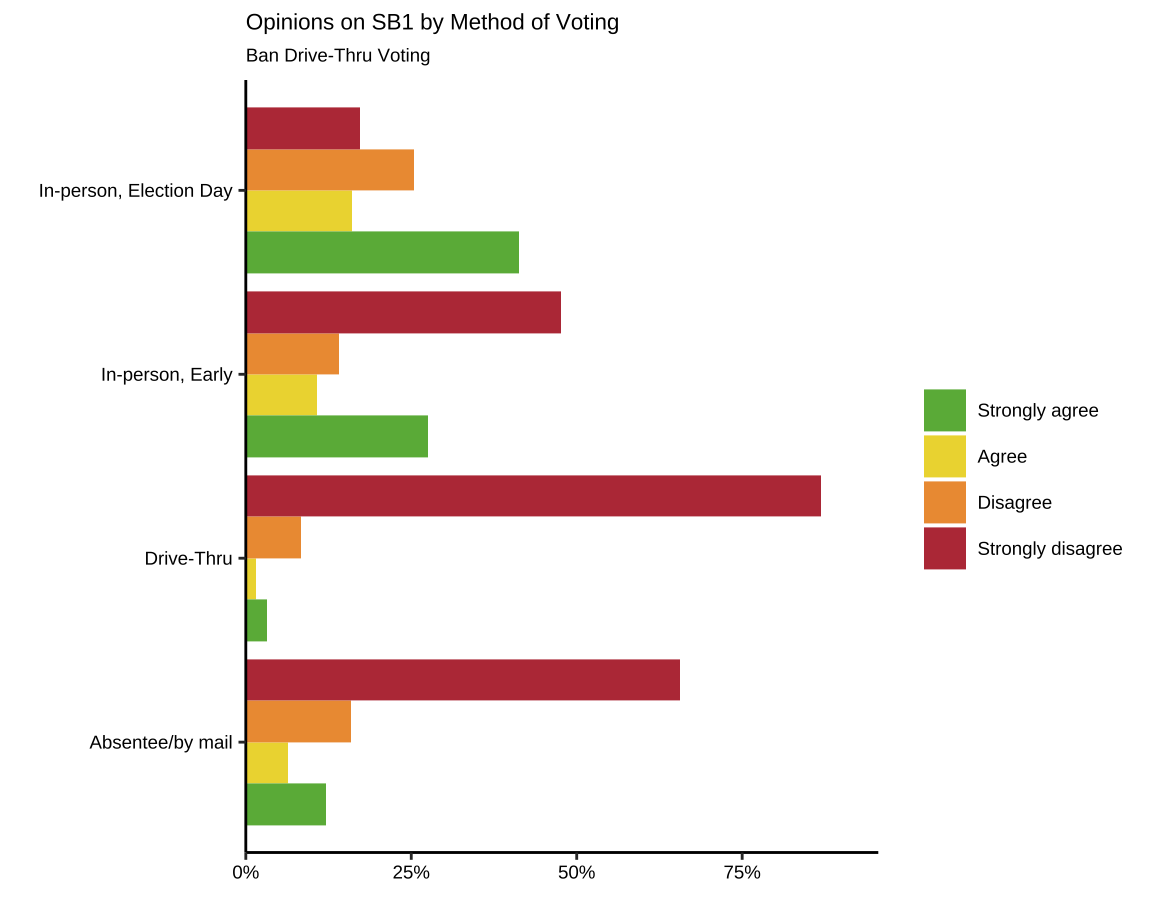 Opinions on SB1 by Method of Voting
Ban Drive-Thru Voting
In-person, Election Day
In-person, Early
Drive-Thru
Absentee/by mail
0% 25% 50% 75%
Strongly agree
Agree
Disagree
Strongly disagree